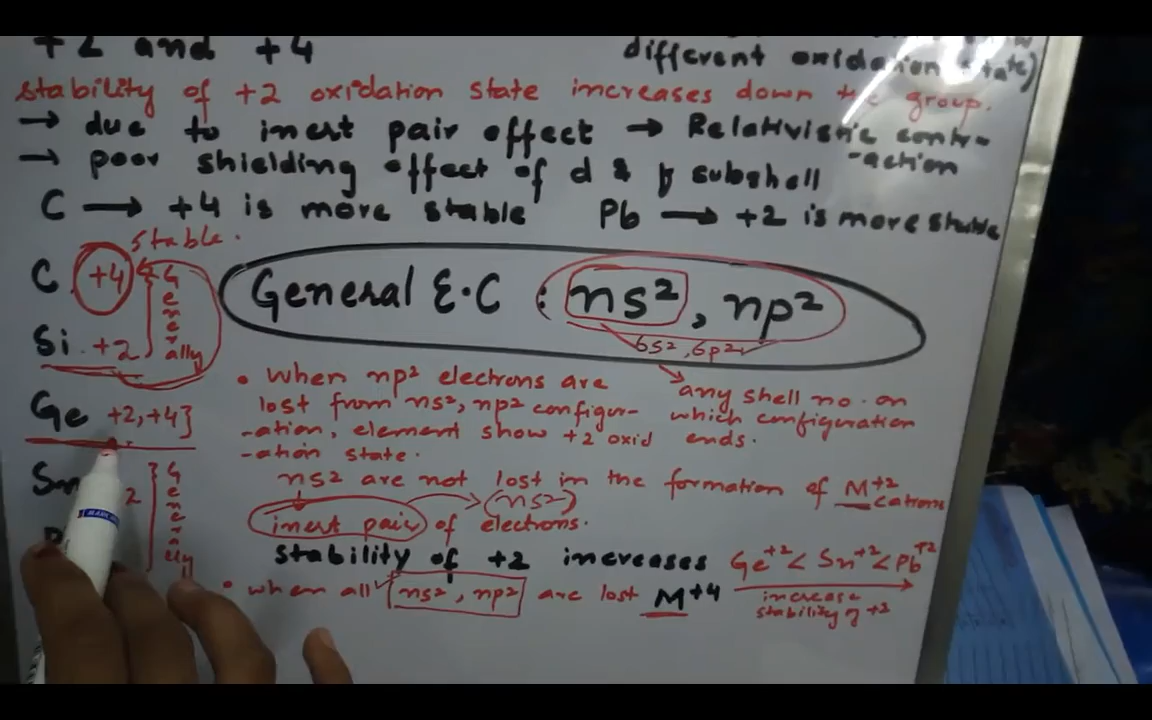 +2 and +4
different oxidation state)
stability of +2 oxidation state increases down the group.
→ due to inert pair effect → Relativistic contr-
-action
→ poor shielding effect of d & f subshell
C → +4 is more stable Pb → +2 is more stable
stable.
C +4 Generally
Si +2
General E.C : ns², np²
6s², 6p²
Ge +2, +4}
Sn 2 Generally
• when np² electrons are
lost from ns², np² configur-
-ation, element show +2 oxid
-ation state.
any shell no. on
which configuration
ends.
ns² are not lost in the formation of M⁺² cations
inert pair of electrons. (ns²)
stability of +2 increases Ge⁺² < Sn⁺² < Pb⁺²
increase
stability of +2
• when all ns², np² are lost M⁺⁴